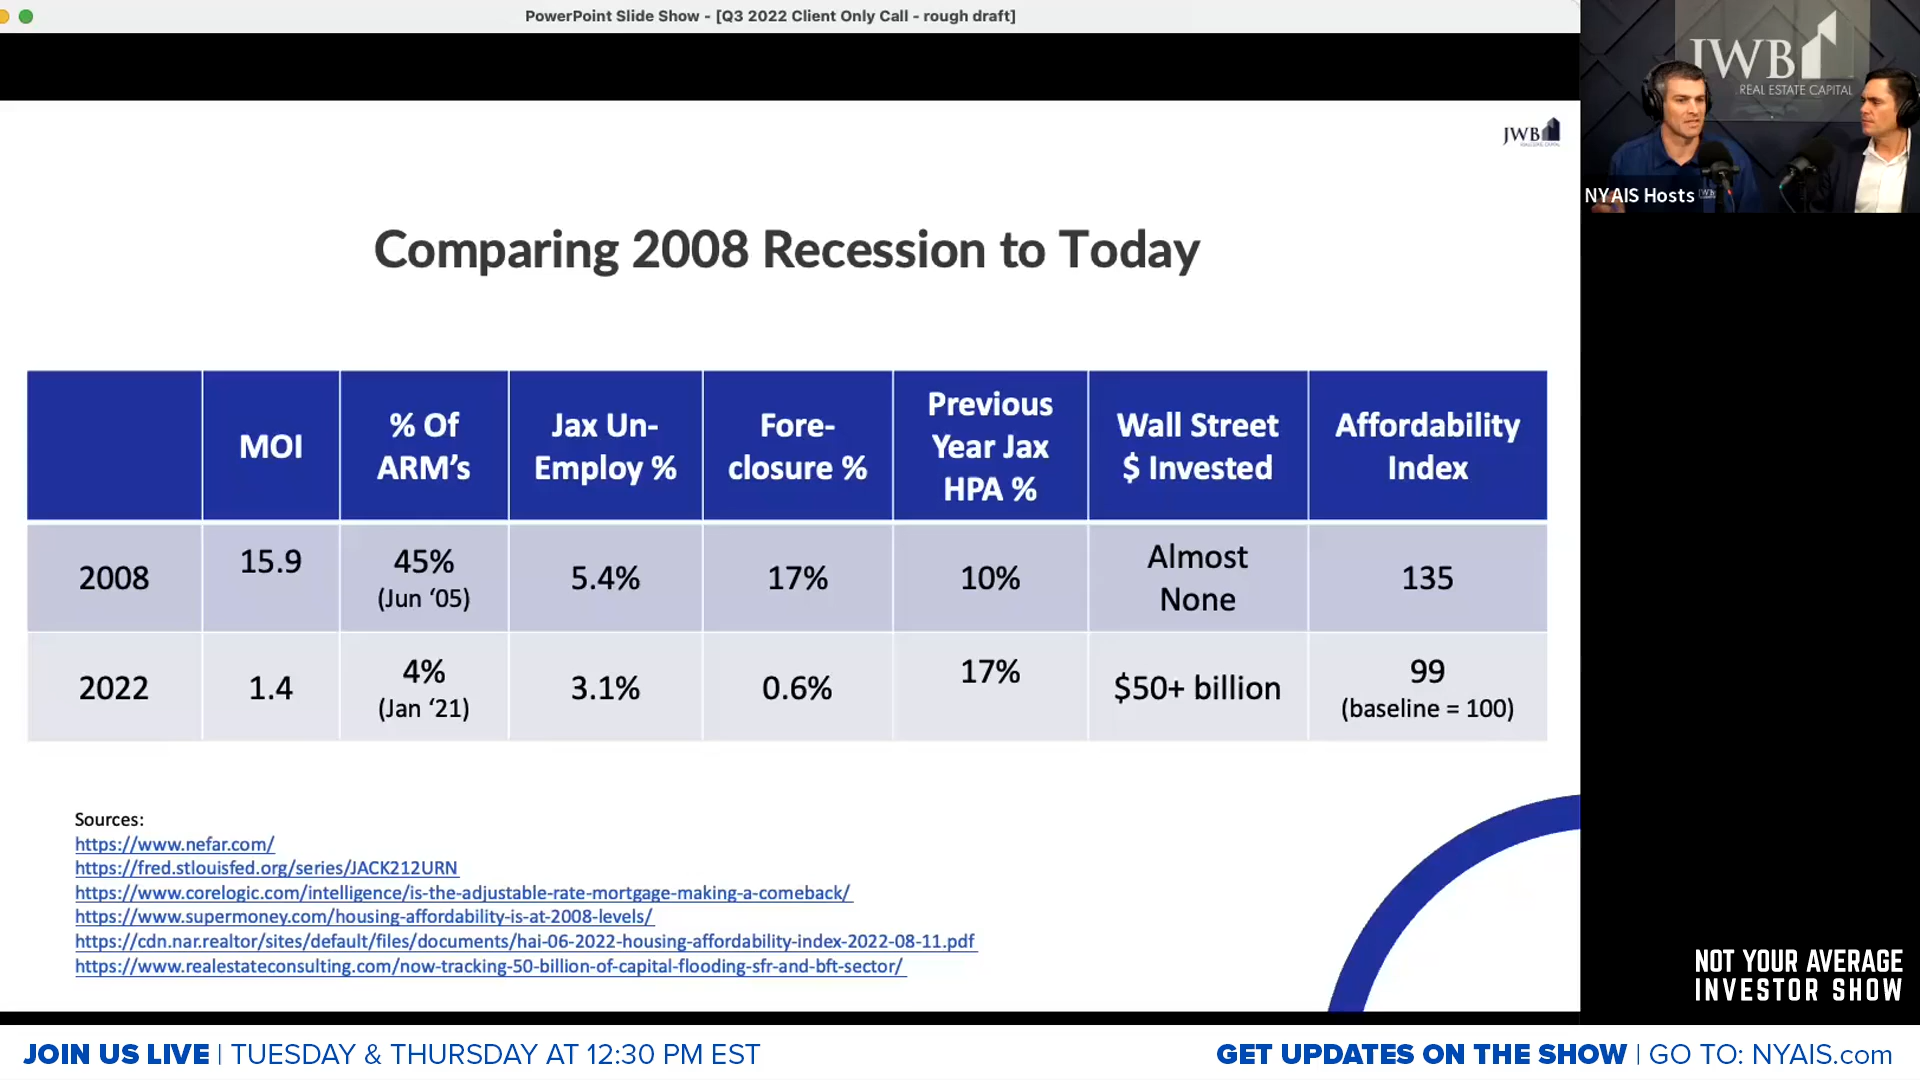 PowerPoint Slide Show - [Q3 2022 Client Only Call - rough draft]
JWB
REAL ESTATE CAPITAL
NYAIS Hosts
JWB
Comparing 2008 Recession to Today
MOI
% Of
ARM’s
Jax Un-
Employ %
Fore-
closure %
Previous
Year Jax
HPA %
Wall Street
$ Invested
Affordability
Index
2008
15.9
45%
(Jun ‘05)
5.4%
17%
10%
Almost
None
135
2022
1.4
4%
(Jan ‘21)
3.1%
0.6%
17%
$50+ billion
99
(baseline = 100)
Sources:
https://www.nefar.com/
https://fred.stlouisfed.org/series/JACK212URN
https://www.corelogic.com/intelligence/is-the-adjustable-rate-mortgage-making-a-comeback/
https://www.supermoney.com/housing-affordability-is-at-2008-levels/
https://cdn.nar.realtor/sites/default/files/documents/hai-06-2022-housing-affordability-index-2022-08-11.pdf
https://www.realestateconsulting.com/now-tracking-50-billion-of-capital-flooding-sfr-and-bft-sector/
NOT YOUR AVERAGE
INVESTOR SHOW
JOIN US LIVE | TUESDAY & THURSDAY AT 12:30 PM EST
GET UPDATES ON THE SHOW | GO TO: NYAIS.com